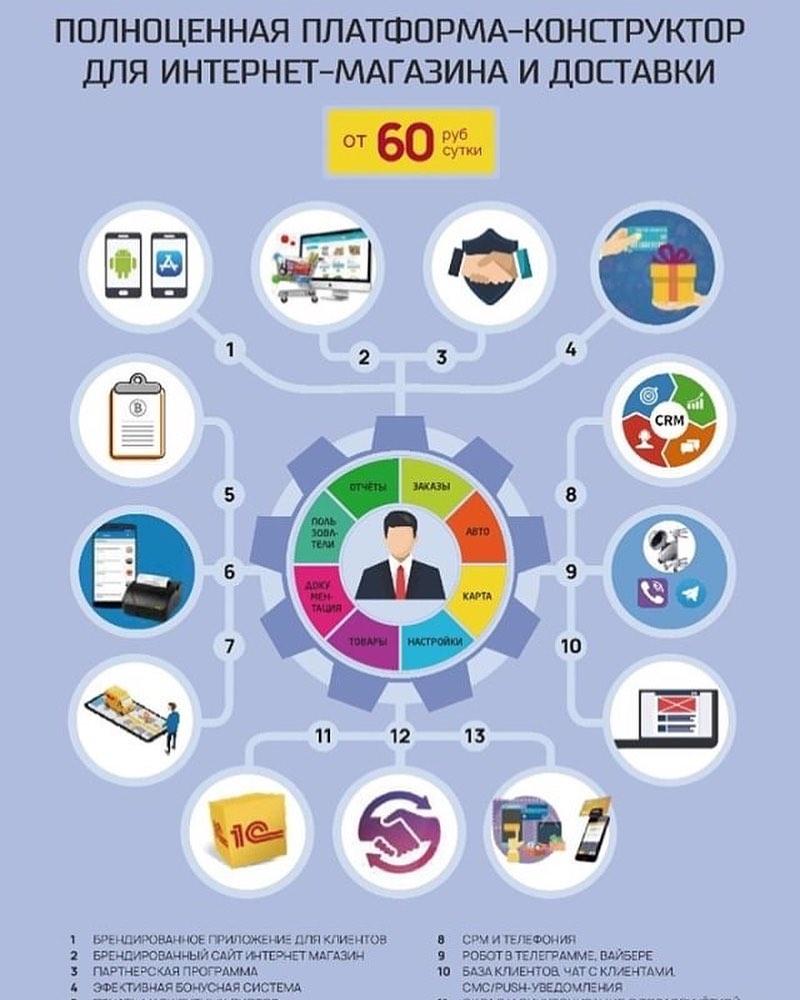 ПОЛНОЦЕННАЯ ПЛАТФОРМА-КОНСТРУКТОР
ДЛЯ ИНТЕРНЕТ-МАГАЗИНА И ДОСТАВКИ
от 60 руб
сутки
1
2
3
4
5
6
7
8
CRM
9
10
ОТЧЁТЫ
ЗАКАЗЫ
ПОЛЬ
ЗОВА-
ТЕЛИ
АВТО
ДОКУ
МЕН-
ТАЦИЯ
КАРТА
ТОВАРЫ
НАСТРОЙКИ
11
12
13
1С
1 БРЕНДИРОВАННОЕ ПРИЛОЖЕНИЕ ДЛЯ КЛИЕНТОВ
2 БРЕНДИРОВАННЫЙ САЙТ ИНТЕРНЕТ МАГАЗИН
3 ПАРТНЕРСКАЯ ПРОГРАММА
4 ЭФЕКТИВНАЯ БОНУСНАЯ СИСТЕМА
8 СРМ И ТЕЛЕФОНИЯ
9 РОБОТ В ТЕЛЕГРАММЕ, ВАЙБЕРЕ
10 БАЗА КЛИЕНТОВ, ЧАТ С КЛИЕНТАМИ,
СМС/PUSH-УВЕДОМЛЕНИЯ